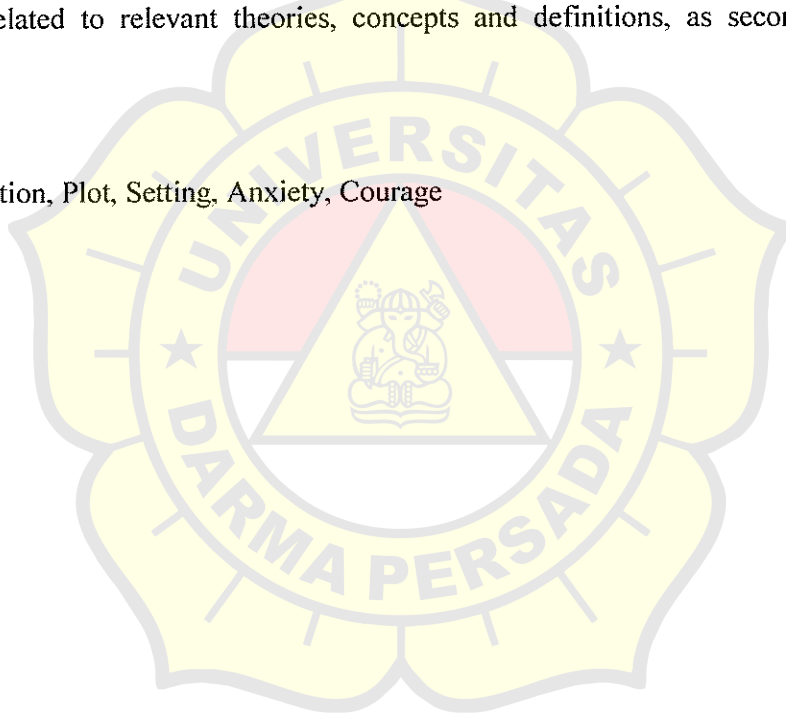 elated to relevant theories, concepts and definitions, as secon
tion, Plot, Setting, Anxiety, Courage
UNIVERSITAS
DARMA PERSADA